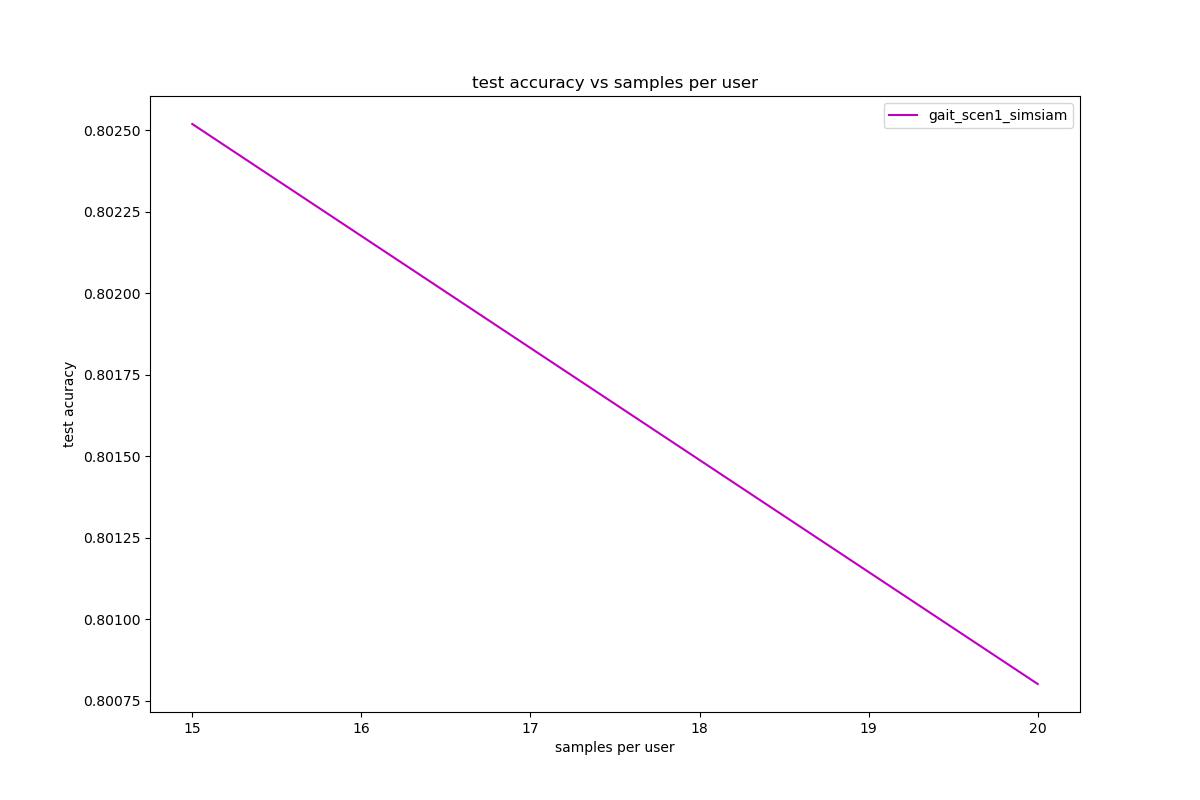 test accuracy vs samples per user
gait_scen1_simsiam
0.80250
0.80225
0.80200
0.80175
0.80150
0.80125
0.80100
0.80075
test acuracy
15 16 17 18 19 20
samples per user